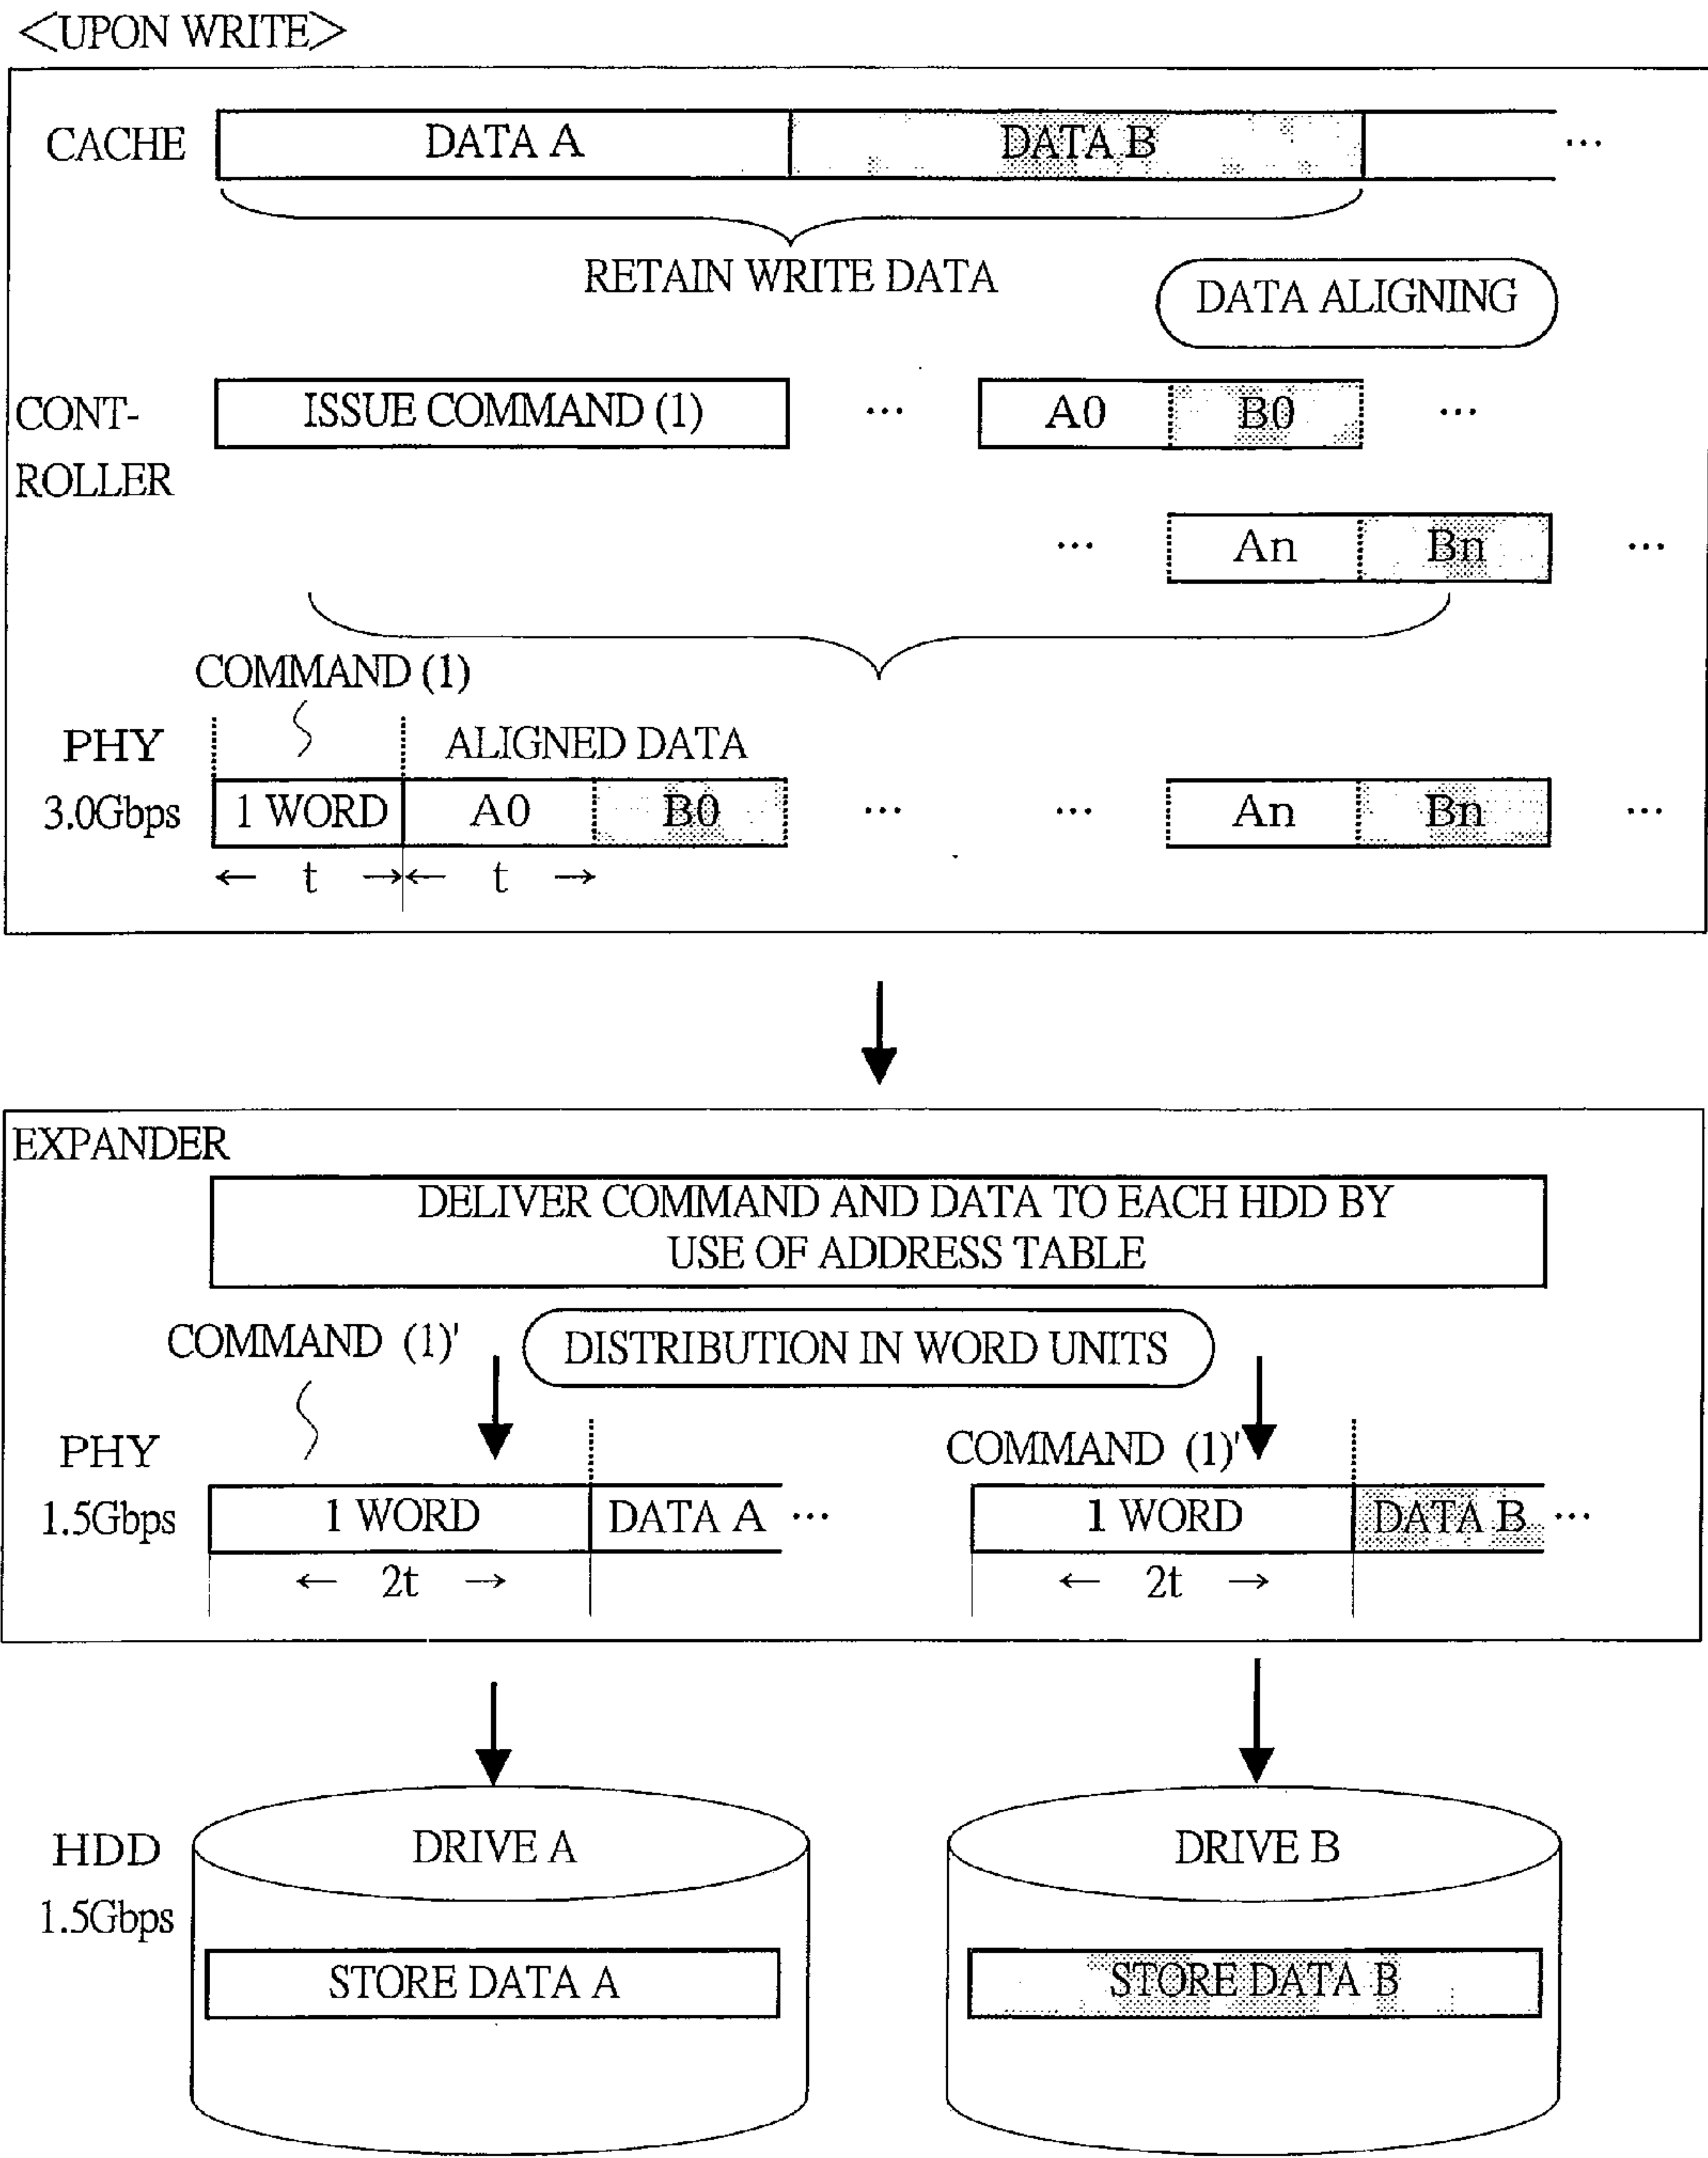 <UPON WRITE>
CACHE DATA A DATA B ...
RETAIN WRITE DATA
DATA ALIGNING
CONT- ISSUE COMMAND (1) ... A0 B0 ...
ROLLER
... An Bn ...
COMMAND (1)
PHY ALIGNED DATA
3.0Gbps 1 WORD A0 B0 ... ... An Bn ...
← t →← t →
EXPANDER
DELIVER COMMAND AND DATA TO EACH HDD BY
USE OF ADDRESS TABLE
COMMAND (1)' DISTRIBUTION IN WORD UNITS
PHY COMMAND (1)'
1.5Gbps 1 WORD DATA A ... 1 WORD DATA B ...
← 2t → ← 2t →
HDD DRIVE A DRIVE B
1.5Gbps
STORE DATA A STORE DATA B